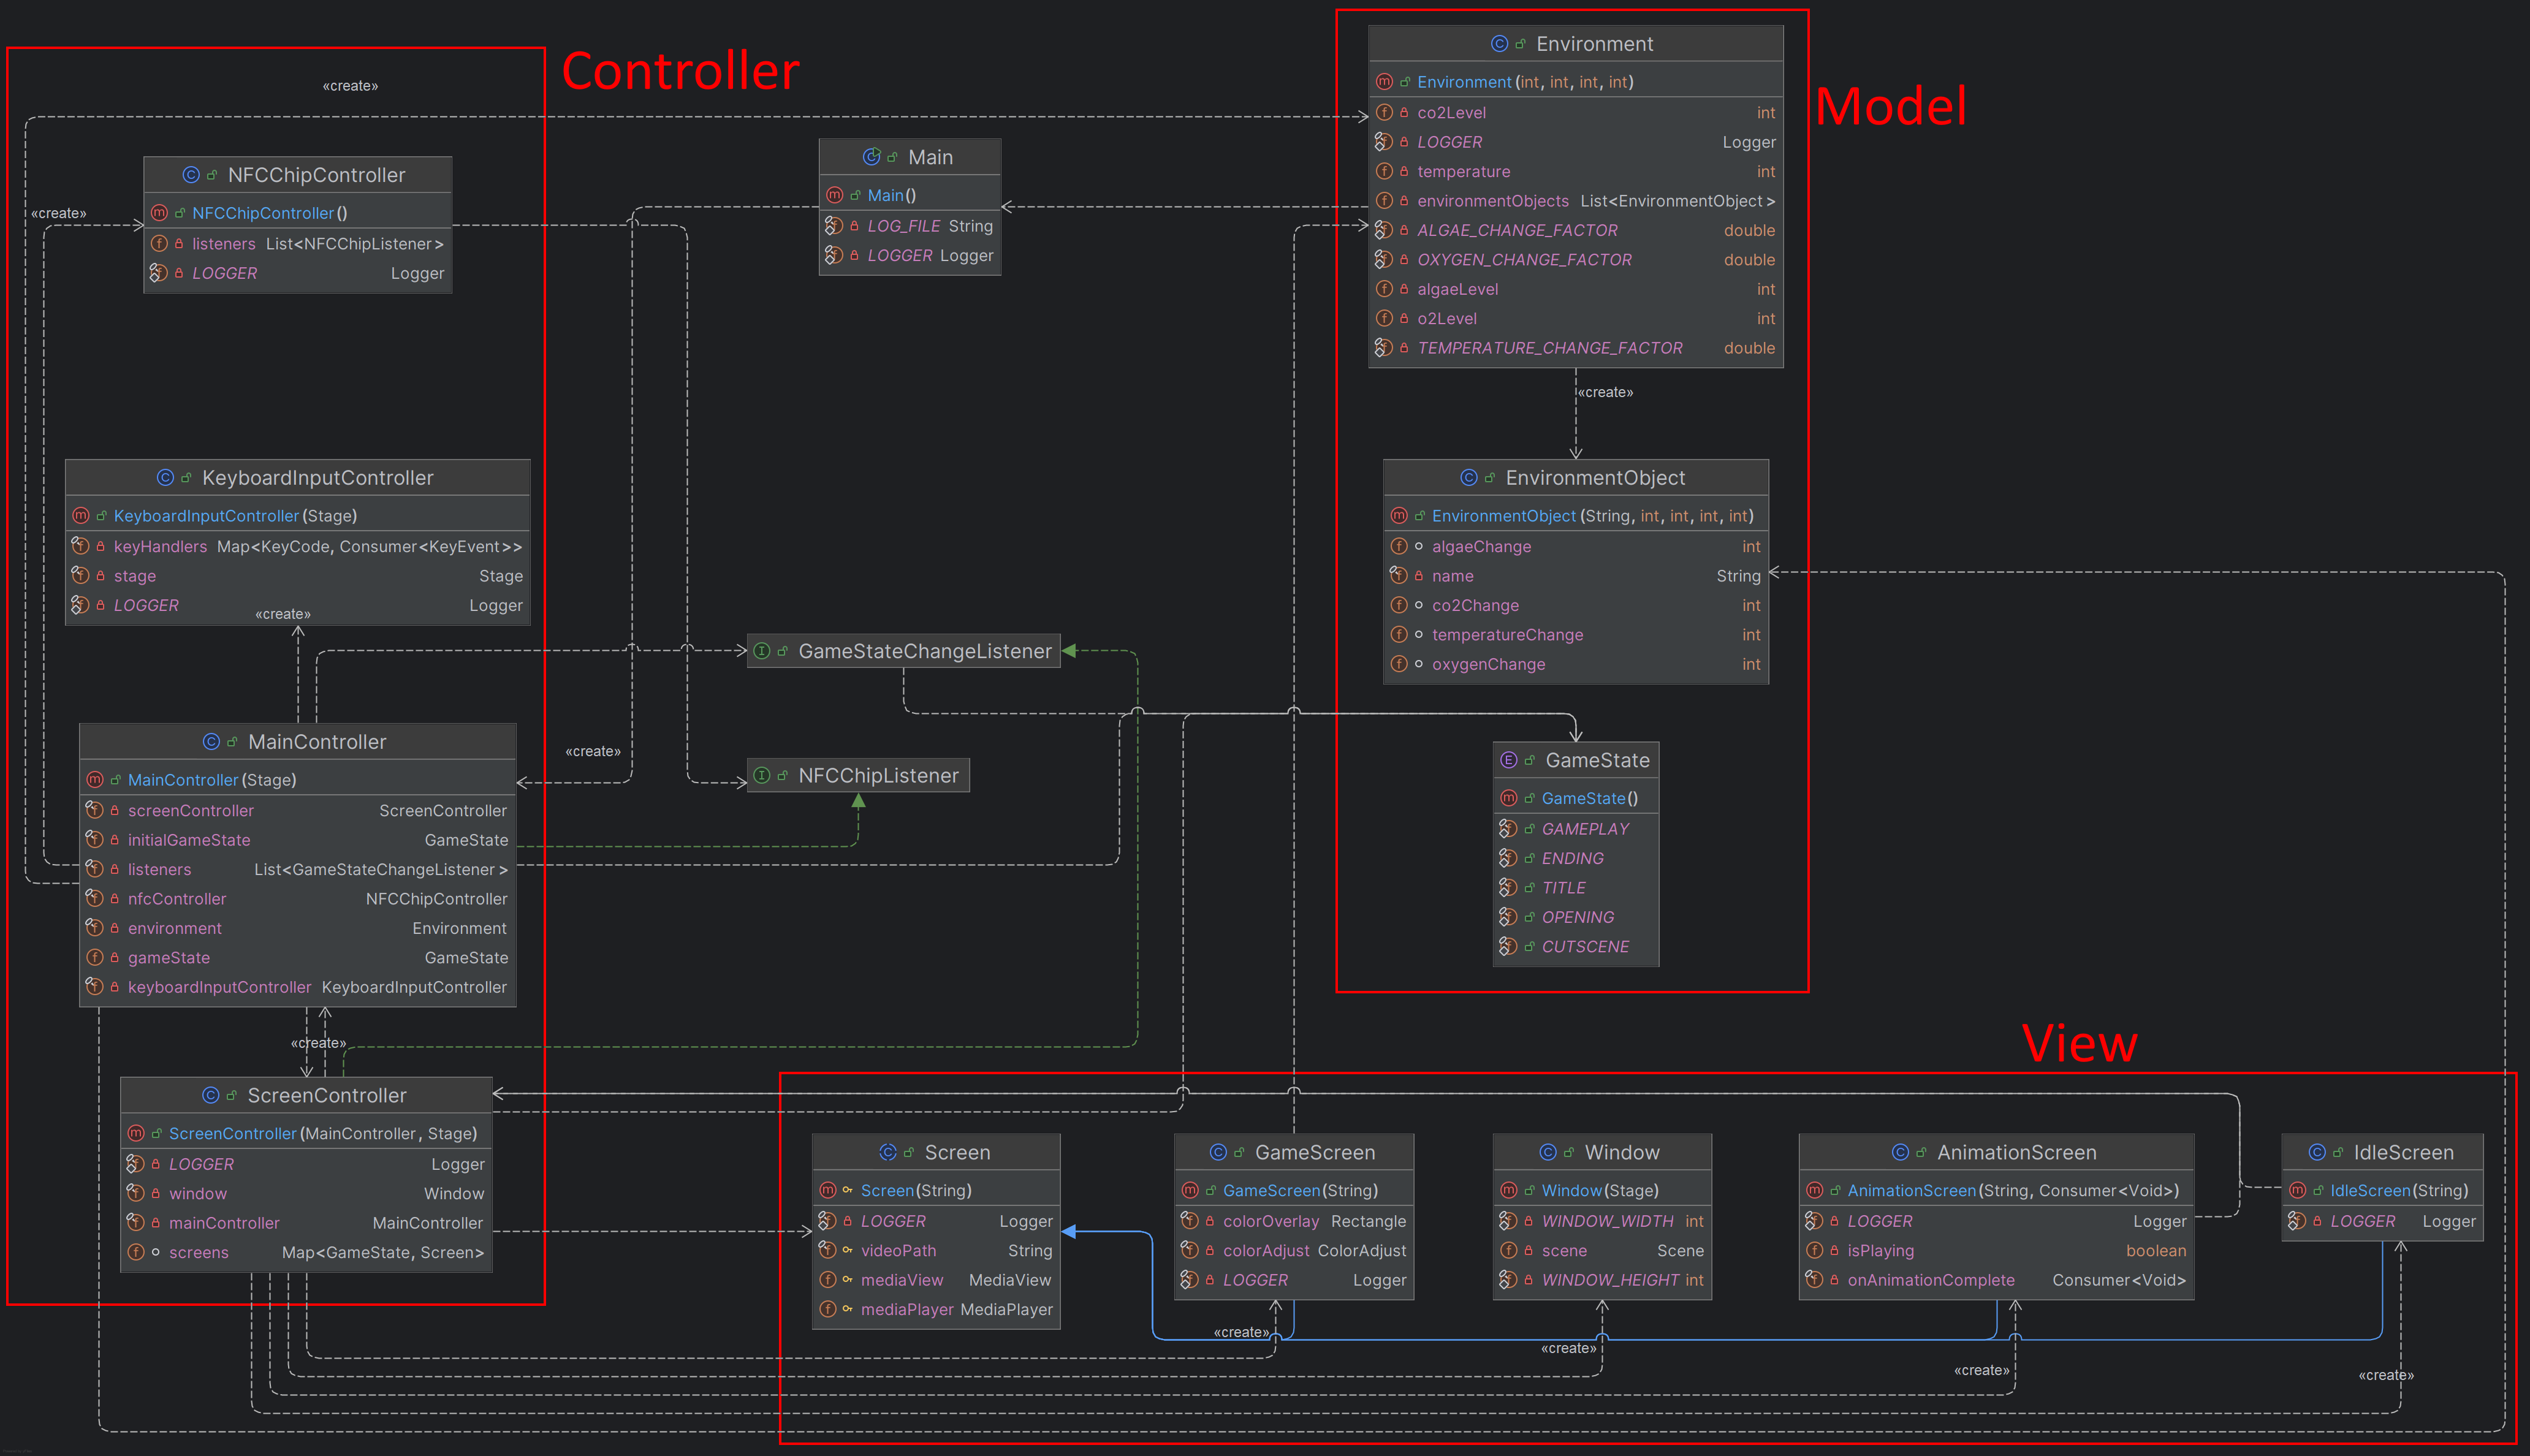 Controller
«create»
NFCChipController
NFCChipController()
listeners List<NFCChipListener>
LOGGER Logger
«create»
KeyboardInputController
KeyboardInputController(Stage)
keyHandlers Map<KeyCode, Consumer<KeyEvent>>
stage Stage
LOGGER Logger
«create»
MainController
MainController(Stage)
screenController ScreenController
initialGameState GameState
listeners List<GameStateChangeListener>
nfcController NFCChipController
environment Environment
gameState GameState
keyboardInputController KeyboardInputController
«create»
ScreenController
ScreenController(MainController, Stage)
LOGGER Logger
window Window
mainController MainController
screens Map<GameState, Screen>
Main
Main()
LOG_FILE String
LOGGER Logger
GameStateChangeListener
«create»
NFCChipListener
Model
Environment
Environment(int, int, int, int)
co2Level int
LOGGER Logger
temperature int
environmentObjects List<EnvironmentObject>
ALGAE_CHANGE_FACTOR double
OXYGEN_CHANGE_FACTOR double
algaeLevel int
o2Level int
TEMPERATURE_CHANGE_FACTOR double
«create»
EnvironmentObject
EnvironmentObject(String, int, int, int, int)
algaeChange int
name String
co2Change int
temperatureChange int
oxygenChange int
GameState
GameState()
GAMEPLAY
ENDING
TITLE
OPENING
CUTSCENE
View
Screen
Screen(String)
LOGGER Logger
videoPath String
mediaView MediaView
mediaPlayer MediaPlayer
GameScreen
GameScreen(String)
colorOverlay Rectangle
colorAdjust ColorAdjust
LOGGER Logger
«create»
Window
Window(Stage)
WINDOW_WIDTH int
scene Scene
WINDOW_HEIGHT int
«create»
AnimationScreen
AnimationScreen(String, Consumer<Void>)
LOGGER Logger
isPlaying boolean
onAnimationComplete Consumer<Void>
«create»
IdleScreen
IdleScreen(String)
LOGGER Logger
«create»